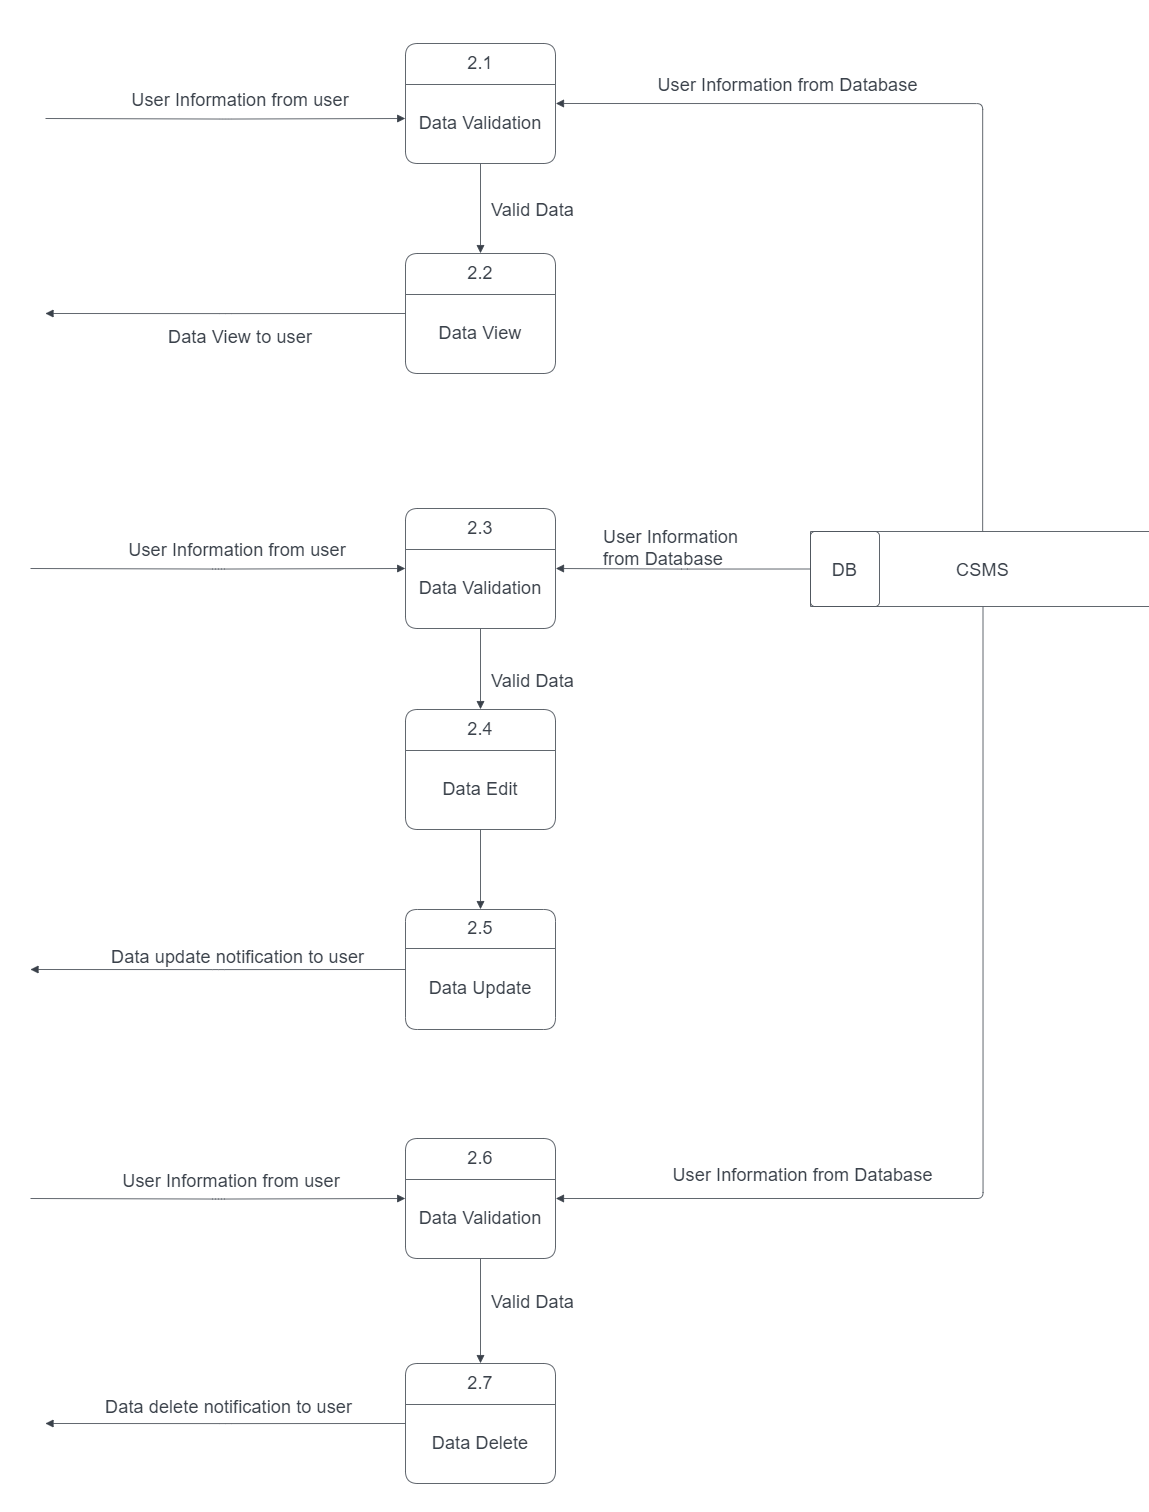 2.1
User Information from user
User Information from Database
Data Validation
Valid Data
2.2
Data View
Data View to user
2.3
User Information from user
User Information
from Database
Data Validation
DB
CSMS
Valid Data
2.4
Data Edit
2.5
Data update notification to user
Data Update
2.6
User Information from user
User Information from Database
Data Validation
Valid Data
2.7
Data delete notification to user
Data Delete